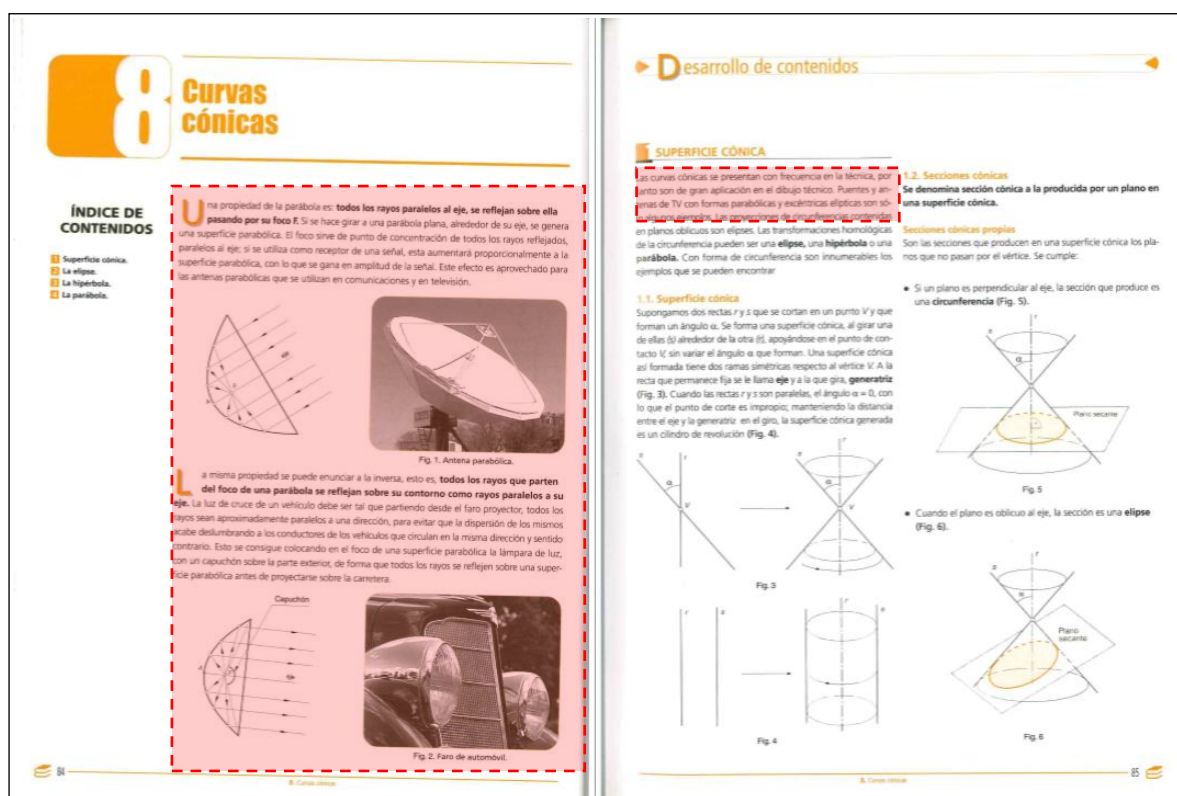 8
Curvas
cónicas
ÍNDICE DE
CONTENIDOS
1 Superficie cónica.
2 La elipse.
3 La hipérbola.
4 La parábola.
Una propiedad de la parábola es: todos los rayos paralelos al eje, se reflejan sobre ella
pasando por su foco F. Si se hace girar a una parábola plana, alrededor de su eje, se genera
una superficie parabólica. El foco sirve de punto de concentración de todos los rayos reflejados,
paralelos al eje; si se utiliza como receptor de una señal, esta aumentará proporcionalmente a la
superficie parabólica, con lo que se gana en amplitud de la señal. Este efecto es aprovechado para
las antenas parabólicas que se utilizan en comunicaciones y en televisión.
Fig. 1. Antena parabólica.
La misma propiedad se puede enunciar a la inversa, esto es, todos los rayos que parten
del foco de una parábola se reflejan sobre su contorno como rayos paralelos a su
eje. La luz de cruce de un vehículo debe ser tal que partiendo desde el faro proyector, todos los
rayos sean aproximadamente paralelos a una dirección, para evitar que la dispersión de los mismos
acabe deslumbrando a los conductores de los vehículos que circulan en la misma dirección y sentido
contrario. Esto se consigue colocando en el foco de una superficie parabólica la lámpara de luz,
con un capuchón sobre la parte exterior, de forma que todos los rayos se reflejen sobre una super-
ficie parabólica antes de proyectarse sobre la carretera.
Capuchón
Fig. 2. Faro de automóvil.
84
8. Curvas cónicas
Desarrollo de contenidos
1 SUPERFICIE CÓNICA
Las curvas cónicas se presentan con frecuencia en la técnica, por
tanto son de gran aplicación en el dibujo técnico. Puentes y an-
tenas de TV con formas parabólicas y excéntricas elípticas son só-
lo algunos ejemplos. Las proyecciones de circunferencias contenidas
en planos oblicuos son elipses. Las transformaciones homológicas
de la circunferencia pueden ser una elipse, una hipérbola o una
parábola. Con forma de circunferencia son innumerables los
ejemplos que se pueden encontrar
1.1. Superficie cónica
Supongamos dos rectas r y s que se cortan en un punto V y que
forman un ángulo α. Se forma una superficie cónica, al girar una
de ellas (s) alrededor de la otra (r), apoyándose en el punto de con-
tacto V, sin variar el ángulo α que forman. Una superficie cónica
así formada tiene dos ramas simétricas respecto al vértice V. A la
recta que permanece fija se le llama eje y a la que gira, generatriz
(Fig. 3). Cuando las rectas r y s son paralelas, el ángulo α = 0, con
lo que el punto de corte es impropio; manteniendo la distancia
entre el eje y la generatriz en el giro, la superficie cónica generada
es un cilindro de revolución (Fig. 4).
s r
α
V
r
s
α
V
Fig. 3
r s
r
s
Fig. 4
1.2. Secciones cónicas
Se denomina sección cónica a la producida por un plano en
una superficie cónica.
Secciones cónicas propias
Son las secciones que producen en una superficie cónica los pla-
nos que no pasan por el vértice. Se cumple:
• Si un plano es perpendicular al eje, la sección que produce es
una circunferencia (Fig. 5).
r
s
α
Plano secante
Fig. 5
• Cuando el plano es oblicuo al eje, la sección es una elipse
(Fig. 6).
r
s
α
Plano
secante
Fig. 6
8. Curvas cónicas
85